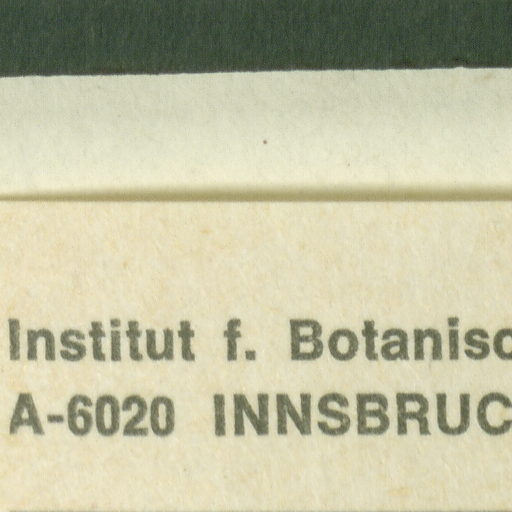 Institut f. Botanisc
A-6020 INNSBRUC